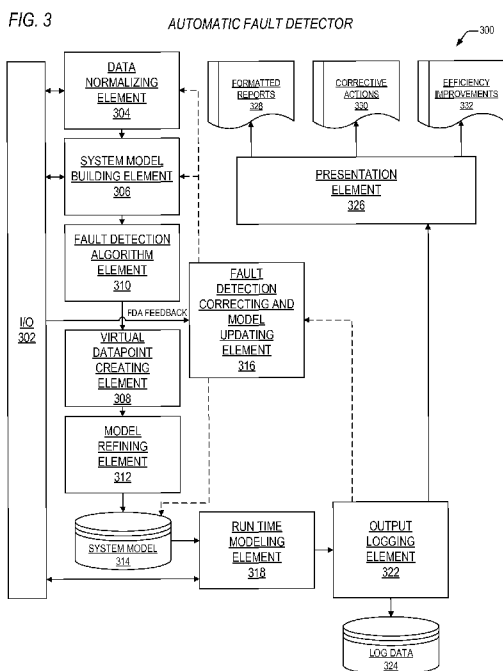 FIG. 3
AUTOMATIC FAULT DETECTOR
300
DATA
NORMALIZING
ELEMENT
304
FORMATTED
REPORTS
328
CORRECTIVE
ACTIONS
330
EFFICIENCY
IMPROVEMENTS
332
SYSTEM MODEL
BUILDING ELEMENT
306
PRESENTATION
ELEMENT
326
FAULT DETECTION
ALGORITHM
ELEMENT
310
FAULT
DETECTION
CORRECTING AND
MODEL
UPDATING
ELEMENT
316
FDA FEEDBACK
I/O
302
VIRTUAL
DATAPOINT
CREATING
ELEMENT
308
MODEL
REFINING
ELEMENT
312
SYSTEM MODEL
314
RUN TIME
MODELING
ELEMENT
318
OUTPUT
LOGGING
ELEMENT
322
LOG DATA
324